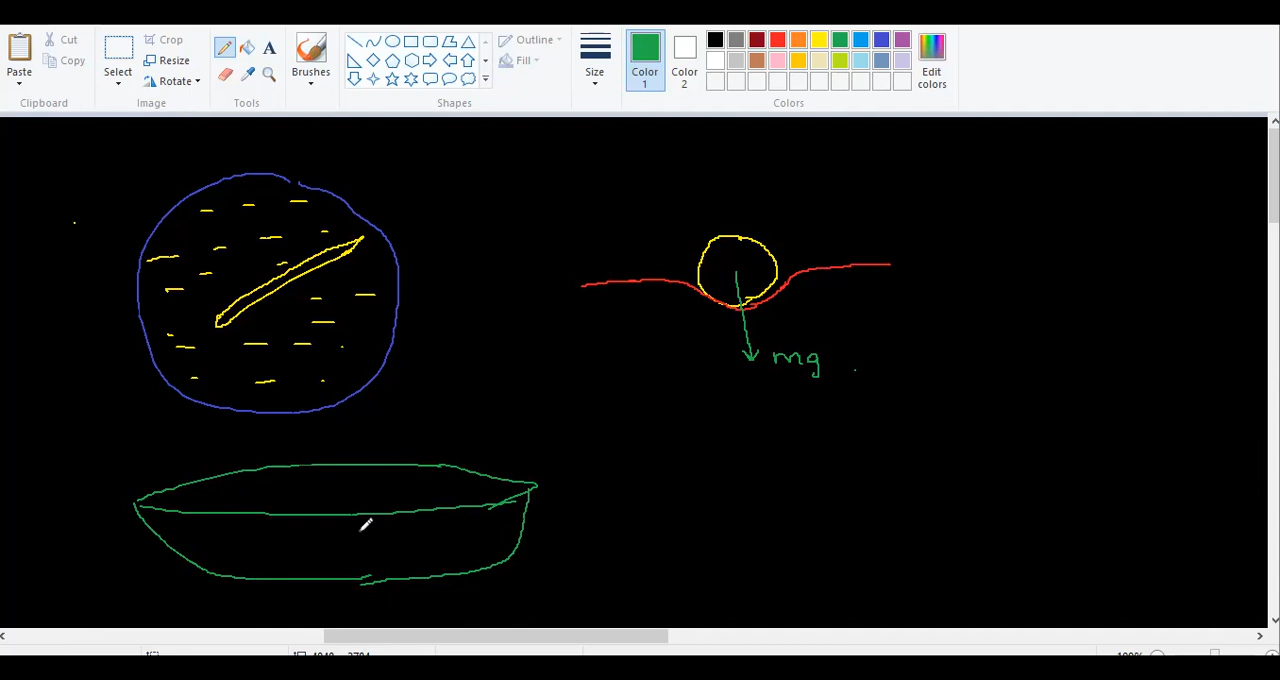 Paste
Cut
Copy
Clipboard
Select
Crop
Resize
Rotate
Image
A
Tools
Brushes
Outline
Fill
Shapes
Size
Color 1
Color 2
Edit colors
Colors
mg